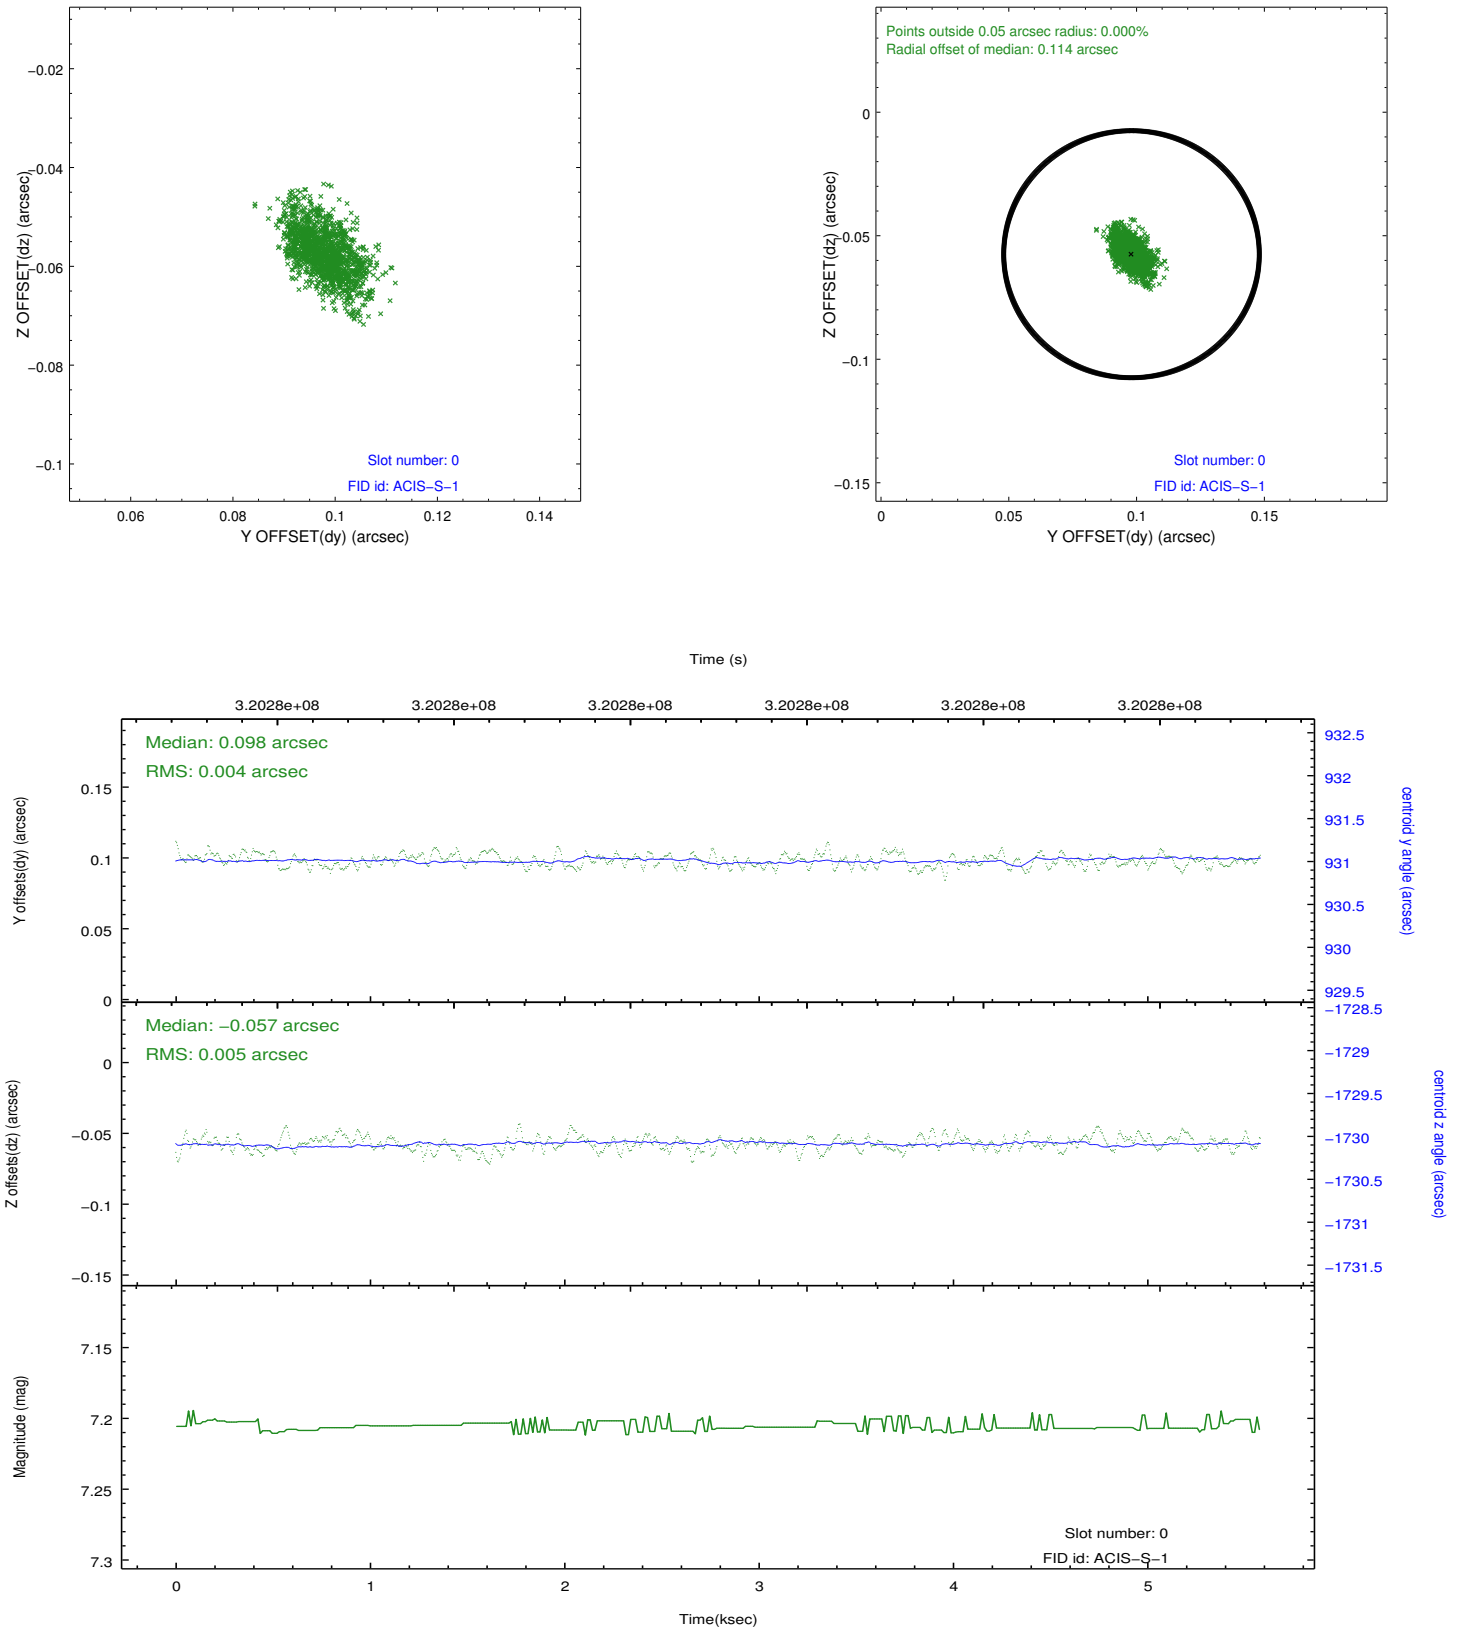 −0.02
−0.04
−0.06
−0.08
−0.1
Z OFFSET(dz) (arcsec)
Slot number: 0
FID id: ACIS−S−1
0.06 0.08 0.1 0.12 0.14
Y OFFSET(dy) (arcsec)
Points outside 0.05 arcsec radius: 0.000%
Radial offset of median: 0.114 arcsec
0
−0.05
−0.1
−0.15
Z OFFSET(dz) (arcsec)
Slot number: 0
FID id: ACIS−S−1
0 0.05 0.1 0.15
Y OFFSET(dy) (arcsec)
Time (s)
3.2028e+08 3.2028e+08 3.2028e+08 3.2028e+08 3.2028e+08 3.2028e+08
Median: 0.098 arcsec
RMS: 0.004 arcsec
0.15
0.1
0.05
0
Y offsets(dy) (arcsec)
932.5
932
931.5
931
930.5
930
929.5
centroid y angle (arcsec)
Median: −0.057 arcsec
RMS: 0.005 arcsec
0
−0.05
−0.1
−0.15
Z offsets(dz) (arcsec)
−1728.5
−1729
−1729.5
−1730
−1730.5
−1731
−1731.5
centroid z angle (arcsec)
7.15
7.2
7.25
7.3
Magnitude (mag)
Slot number: 0
FID id: ACIS−S−1
0 1 2 3 4 5
Time(ksec)